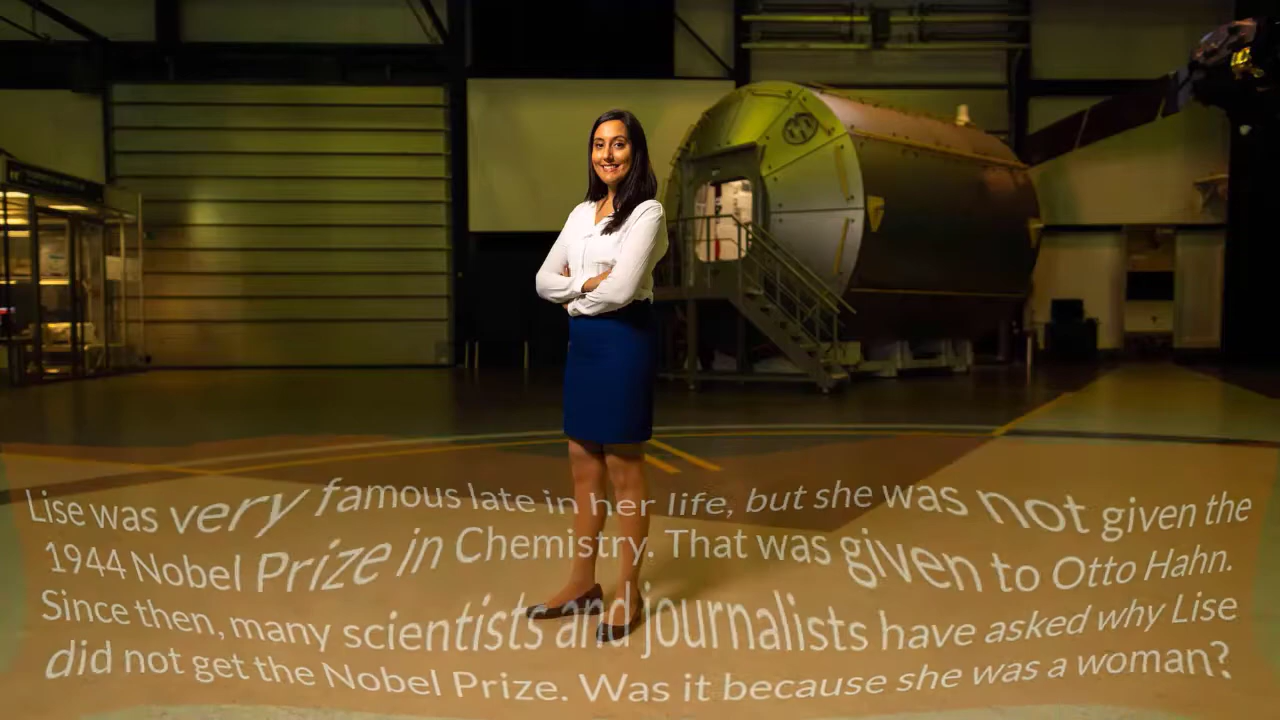 Lise was very famous late in her life, but she was not given the
1944 Nobel Prize in Chemistry. That was given to Otto Hahn.
Since then, many scientists and journalists have asked why Lise
did not get the Nobel Prize. Was it because she was a woman?